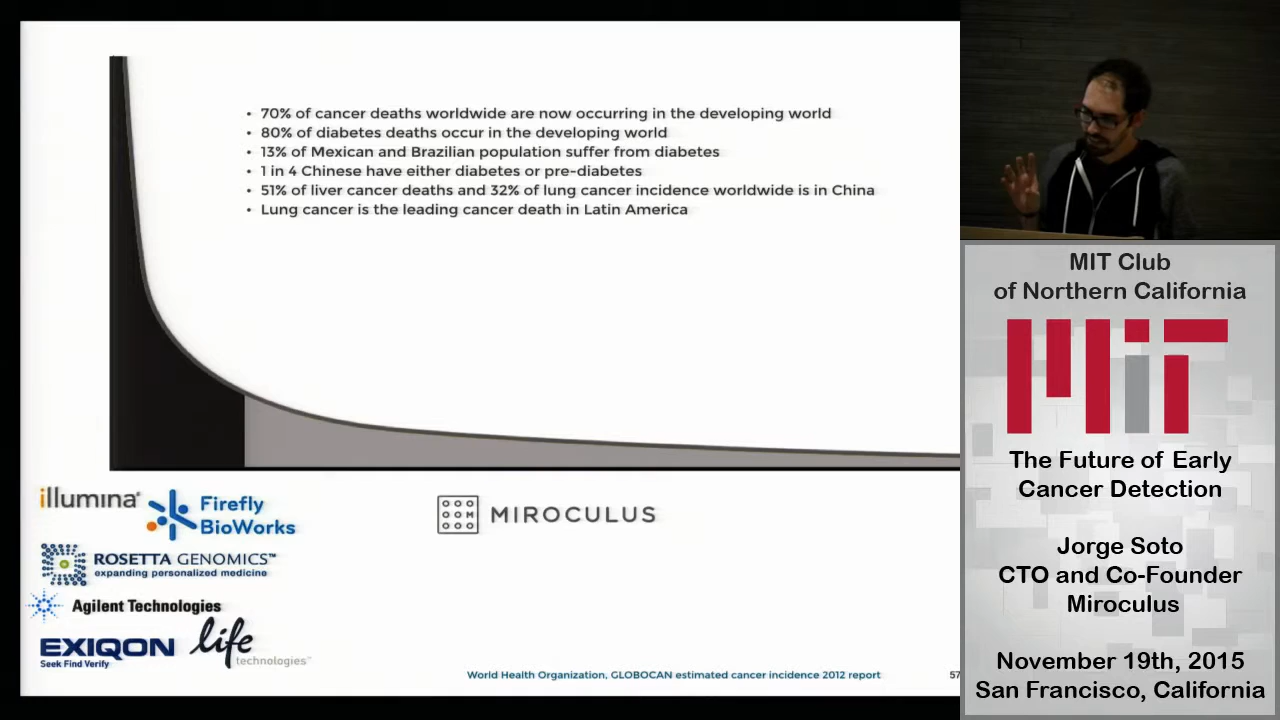 • 70% of cancer deaths worldwide are now occurring in the developing world
• 80% of diabetes deaths occur in the developing world
• 13% of Mexican and Brazilian population suffer from diabetes
• 1 in 4 Chinese have either diabetes or pre-diabetes
• 51% of liver cancer deaths and 32% of lung cancer incidence worldwide is in China
• Lung cancer is the leading cancer death in Latin America
illumina®
Firefly
BioWorks
ROSETTA GENOMICS™
expanding personalized medicine
Agilent Technologies
EXIQON
Seek Find Verify
life
technologies™
MIROCULUS
World Health Organization, GLOBOCAN estimated cancer incidence 2012 report
57
MIT Club
of Northern California
MIT
The Future of Early
Cancer Detection
Jorge Soto
CTO and Co-Founder
Miroculus
November 19th, 2015
San Francisco, California